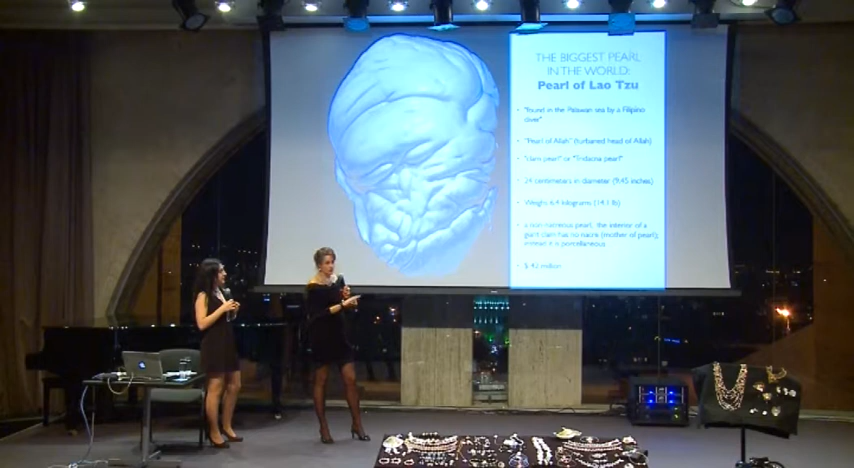 THE BIGGEST PEARL
IN THE WORLD:
Pearl of Lao Tzu
• "found in the Palawan sea by a Filipino
diver"
• "Pearl of Allah" (turbaned head of Allah)
• "clam pearl" or "Tridacna pearl"
• 24 centimeters in diameter (9.45 inches)
• Weighs 6.4 kilograms (14.1 lb)
• a non-nacreous pearl, the interior of a
giant clam has no nacre (mother of pearl);
instead it is porcellaneous